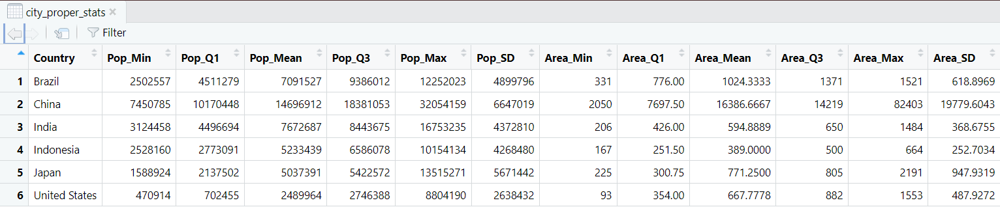 city_proper_stats
Filter
Country Pop_Min Pop_Q1 Pop_Mean Pop_Q3 Pop_Max Pop_SD Area_Min Area_Q1 Area_Mean Area_Q3 Area_Max Area_SD
1 Brazil 2502557 4511279 7091527 9386012 12252023 4899796 331 776.00 1024.3333 1371 1521 618.8969
2 China 7450785 10170448 14696912 18381053 32054159 6647019 2050 7697.50 16386.6667 14219 82403 19779.6043
3 India 3124458 4496694 7672687 8443675 16753235 4372810 206 426.00 594.8889 650 1484 368.6755
4 Indonesia 2528160 2773091 5233439 6586078 10154134 4268480 167 251.50 389.0000 500 664 252.7034
5 Japan 1588924 2137502 5037391 5422572 13515271 5671442 225 300.75 771.2500 805 2191 947.9319
6 United States 470914 702455 2489964 2746388 8804190 2638432 93 354.00 667.7778 882 1553 487.9272